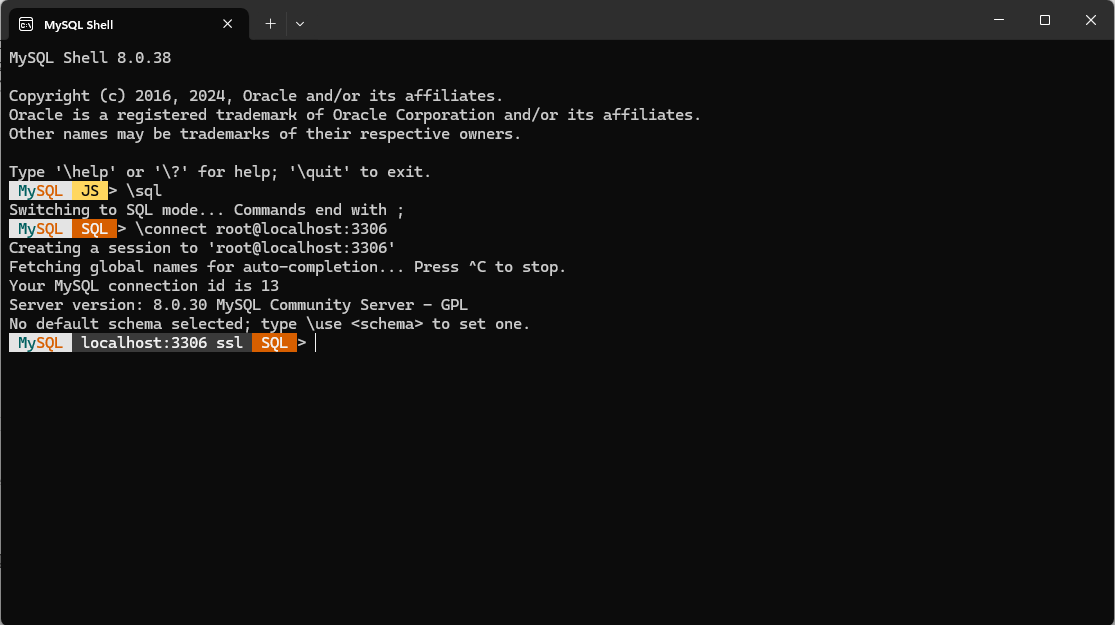 MySQL Shell
MySQL Shell 8.0.38
Copyright (c) 2016, 2024, Oracle and/or its affiliates.
Oracle is a registered trademark of Oracle Corporation and/or its affiliates.
Other names may be trademarks of their respective owners.
Type '\help' or '\?' for help; '\quit' to exit.
MySQL JS > \sql
Switching to SQL mode... Commands end with ;
MySQL SQL > \connect root@localhost:3306
Creating a session to 'root@localhost:3306'
Fetching global names for auto-completion... Press ^C to stop.
Your MySQL connection id is 13
Server version: 8.0.30 MySQL Community Server - GPL
No default schema selected; type \use <schema> to set one.
MySQL localhost:3306 ssl SQL >